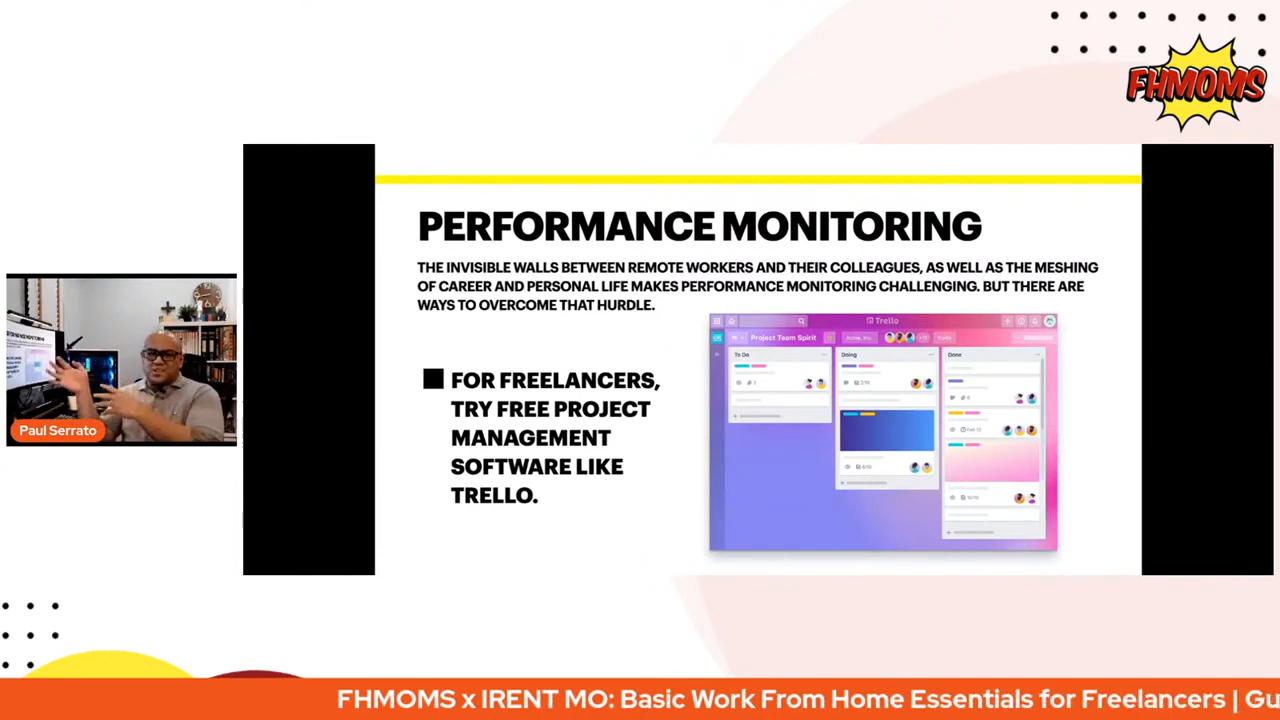 FHMOMS
PERFORMANCE MONITORING
THE INVISIBLE WALLS BETWEEN REMOTE WORKERS AND THEIR COLLEAGUES, AS WELL AS THE MESHING
OF CAREER AND PERSONAL LIFE MAKES PERFORMANCE MONITORING CHALLENGING. BUT THERE ARE
WAYS TO OVERCOME THAT HURDLE.
FOR FREELANCERS,
TRY FREE PROJECT
MANAGEMENT
SOFTWARE LIKE
TRELLO.
Trello
Project Team Spirit
Acme, Inc.
Invite
To Do
Doing
Done
Paul Serrato
FHMOMS x IRENT MO: Basic Work From Home Essentials for Freelancers | Gu